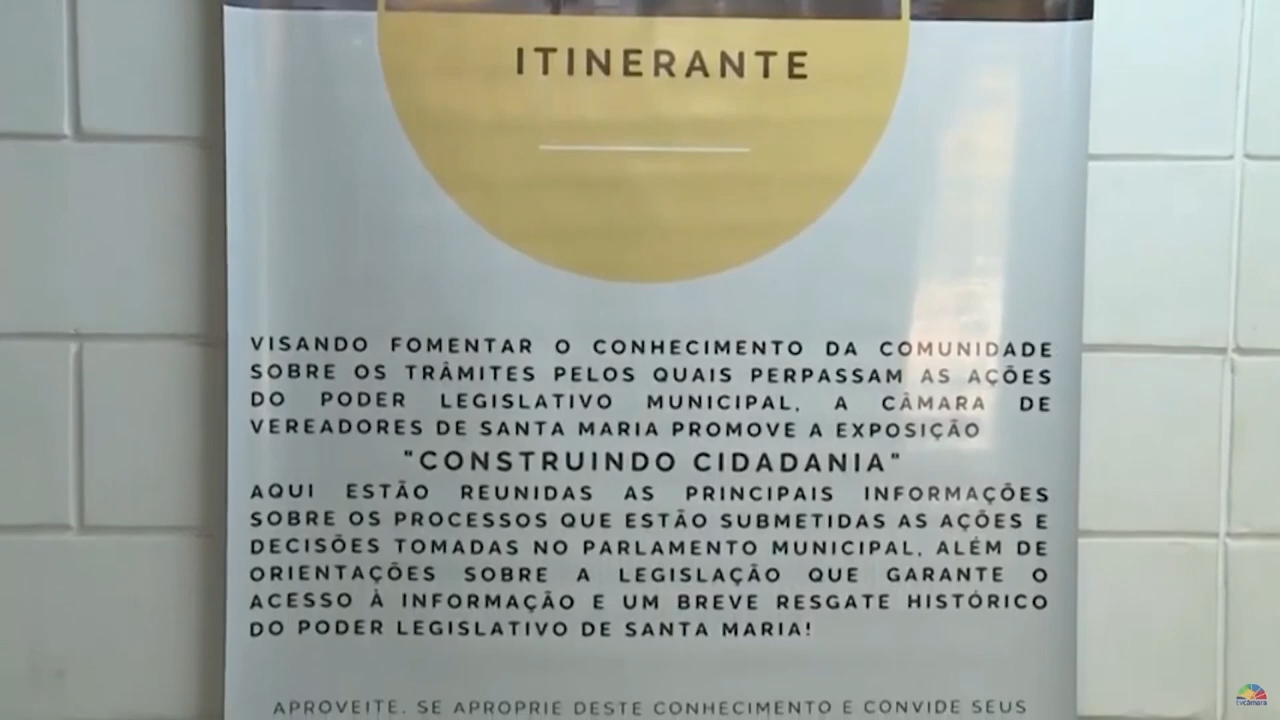 ITINERANTE
VISANDO FOMENTAR O CONHECIMENTO DA COMUNIDADE
SOBRE OS TRÂMITES PELOS QUAIS PERPASSAM AS AÇÕES
DO PODER LEGISLATIVO MUNICIPAL, A CÂMARA DE
VEREADORES DE SANTA MARIA PROMOVE A EXPOSIÇÃO
"CONSTRUINDO CIDADANIA"
AQUI ESTÃO REUNIDAS AS PRINCIPAIS INFORMAÇÕES
SOBRE OS PROCESSOS QUE ESTÃO SUBMETIDAS AS AÇÕES E
DECISÕES TOMADAS NO PARLAMENTO MUNICIPAL, ALÉM DE
ORIENTAÇÕES SOBRE A LEGISLAÇÃO QUE GARANTE O
ACESSO À INFORMAÇÃO E UM BREVE RESGATE HISTÓRICO
DO PODER LEGISLATIVO DE SANTA MARIA!
APROVEITE, SE APROPRIE DESTE CONHECIMENTO E CONVIDE SEUS
tvcâmara